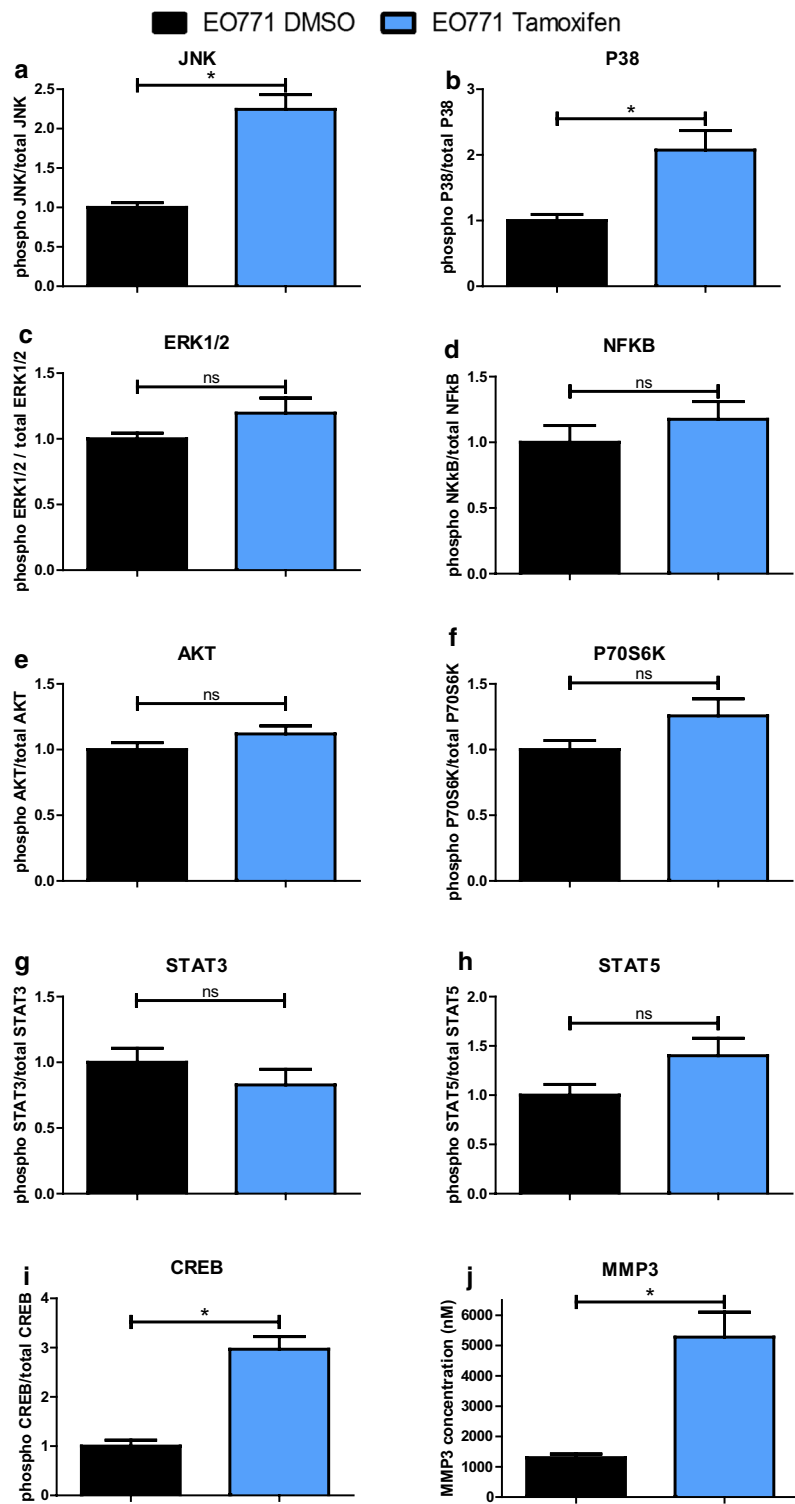 EO771 DMSO EO771 Tamoxifen
a
JNK
*
phospho JNK/total JNK
2.5
2.0
1.5
1.0
0.5
0.0
b
P38
*
phospho P38/total P38
3
2
1
0
c
ERK1/2
ns
phospho ERK1/2 / total ERK1/2
1.5
1.0
0.5
0.0
d
NFKB
ns
phospho NKkB/total NFkB
1.5
1.0
0.5
0.0
e
AKT
ns
phospho AKT/total AKT
1.5
1.0
0.5
0.0
f
P70S6K
ns
phospho P70S6K/total P70S6K
1.5
1.0
0.5
0.0
g
STAT3
ns
phospho STAT3/total STAT3
1.5
1.0
0.5
0.0
h
STAT5
ns
phospho STAT5/total STAT5
2.0
1.5
1.0
0.5
0.0
i
CREB
*
phospho CREB/total CREB
4
3
2
1
0
j
MMP3
*
MMP3 concentration (nM)
6000
5000
4000
3000
2000
1000
0